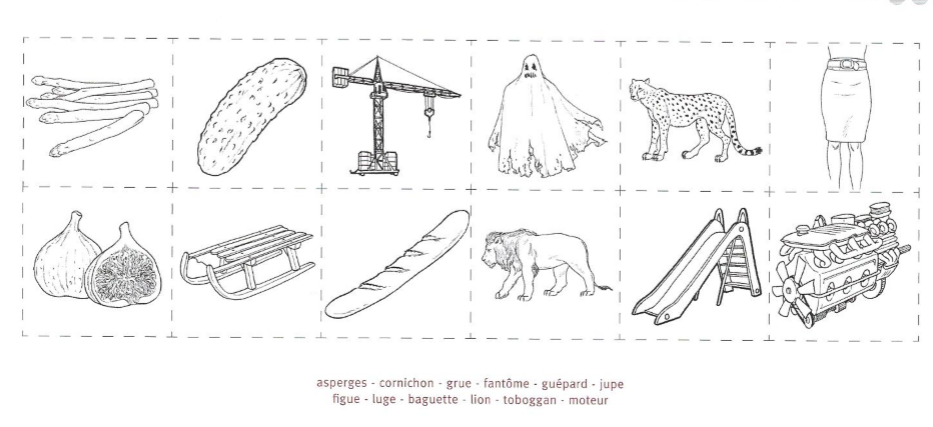 asperges - cornichon - grue - fantôme - guépard - jupe
figue - luge - baguette - lion - toboggan - moteur